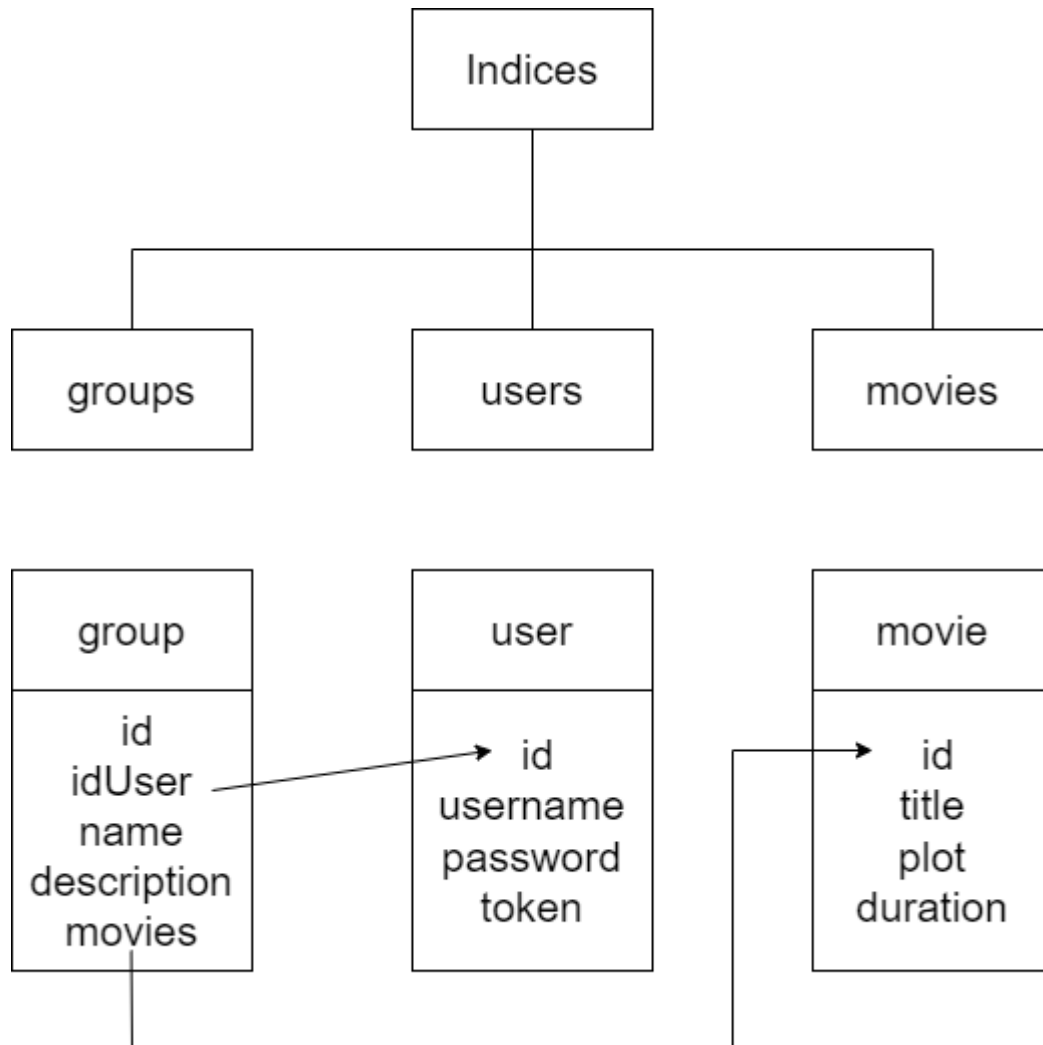 Indices
groups
users
movies
group
id
idUser
name
description
movies
user
id
username
password
token
movie
id
title
plot
duration